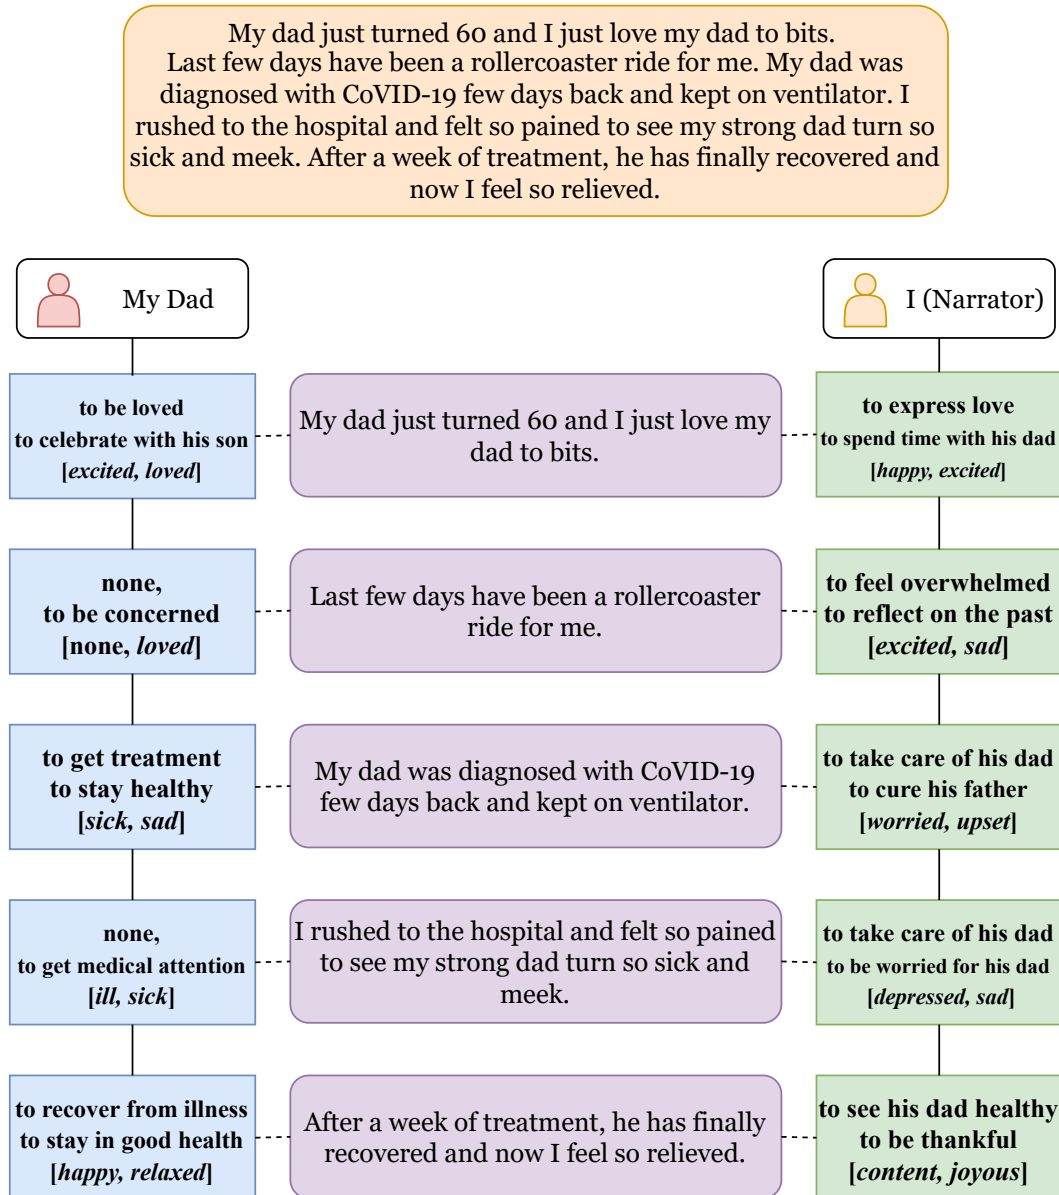 My dad just turned 60 and I just love my dad to bits.
Last few days have been a rollercoaster ride for me. My dad was
diagnosed with CoVID-19 few days back and kept on ventilator. I
rushed to the hospital and felt so pained to see my strong dad turn so
sick and meek. After a week of treatment, he has finally recovered and
now I feel so relieved.
My Dad
I (Narrator)
to be loved
to celebrate with his son
[excited, loved]
My dad just turned 60 and I just love my
dad to bits.
to express love
to spend time with his dad
[happy, excited]
none,
to be concerned
[none, loved]
Last few days have been a rollercoaster
ride for me.
to feel overwhelmed
to reflect on the past
[excited, sad]
to get treatment
to stay healthy
[sick, sad]
My dad was diagnosed with CoVID-19
few days back and kept on ventilator.
to take care of his dad
to cure his father
[worried, upset]
none,
to get medical attention
[ill, sick]
I rushed to the hospital and felt so pained
to see my strong dad turn so sick and
meek.
to take care of his dad
to be worried for his dad
[depressed, sad]
to recover from illness
to stay in good health
[happy, relaxed]
After a week of treatment, he has finally
recovered and now I feel so relieved.
to see his dad healthy
to be thankful
[content, joyous]